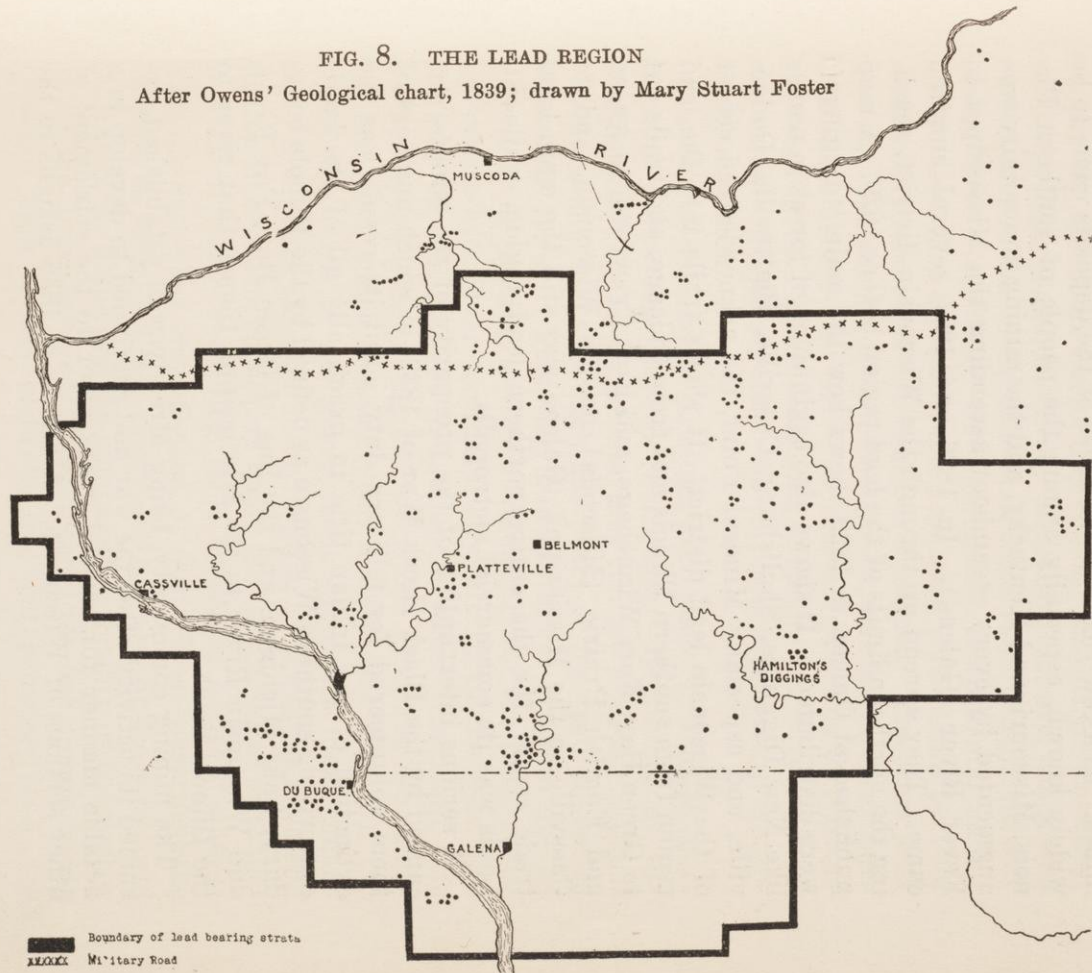 FIG. 8. THE LEAD REGION
After Owens' Geological chart, 1839; drawn by Mary Stuart Foster
WISCONSIN RIVER
MUSCODA
BELMONT
PLATTEVILLE
CASSVILLE
HAMILTON'S
DIGGINGS
DU BUQUE
GALENA
Boundary of lead bearing strata
Military Road